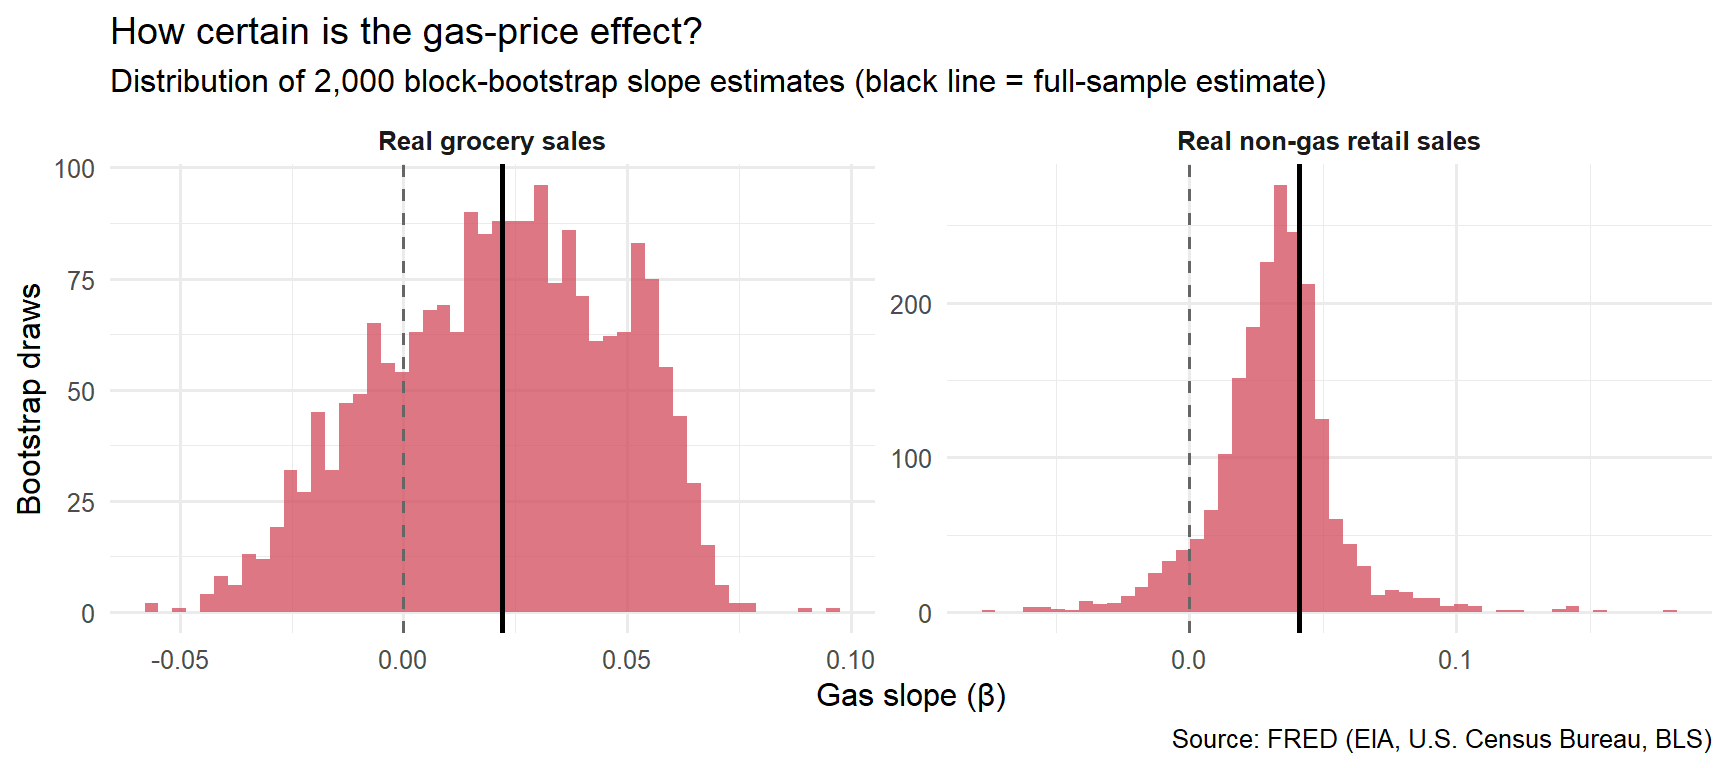 How certain is the gas-price effect?
Distribution of 2,000 block-bootstrap slope estimates (black line = full-sample estimate)
Real grocery sales
Real non-gas retail sales
Bootstrap draws
100
75
50
25
0
200
100
0
-0.05
0.00
0.05
0.10
0.0
0.1
Gas slope (β)
Source: FRED (EIA, U.S. Census Bureau, BLS)